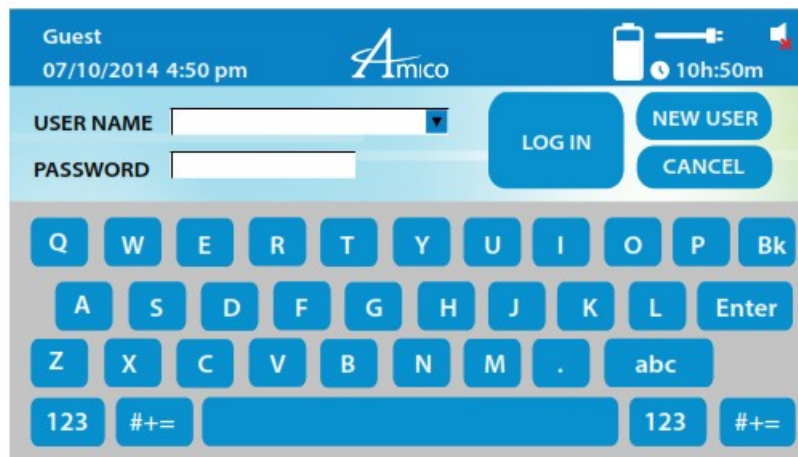 Guest
07/10/2014 4:50 pm
Amico
10h:50m
USER NAME
PASSWORD
LOG IN
NEW USER
CANCEL
Q W E R T Y U I O P Bk
A S D F G H J K L Enter
Z X C V B N M . abc
123 #+= 123 #+=